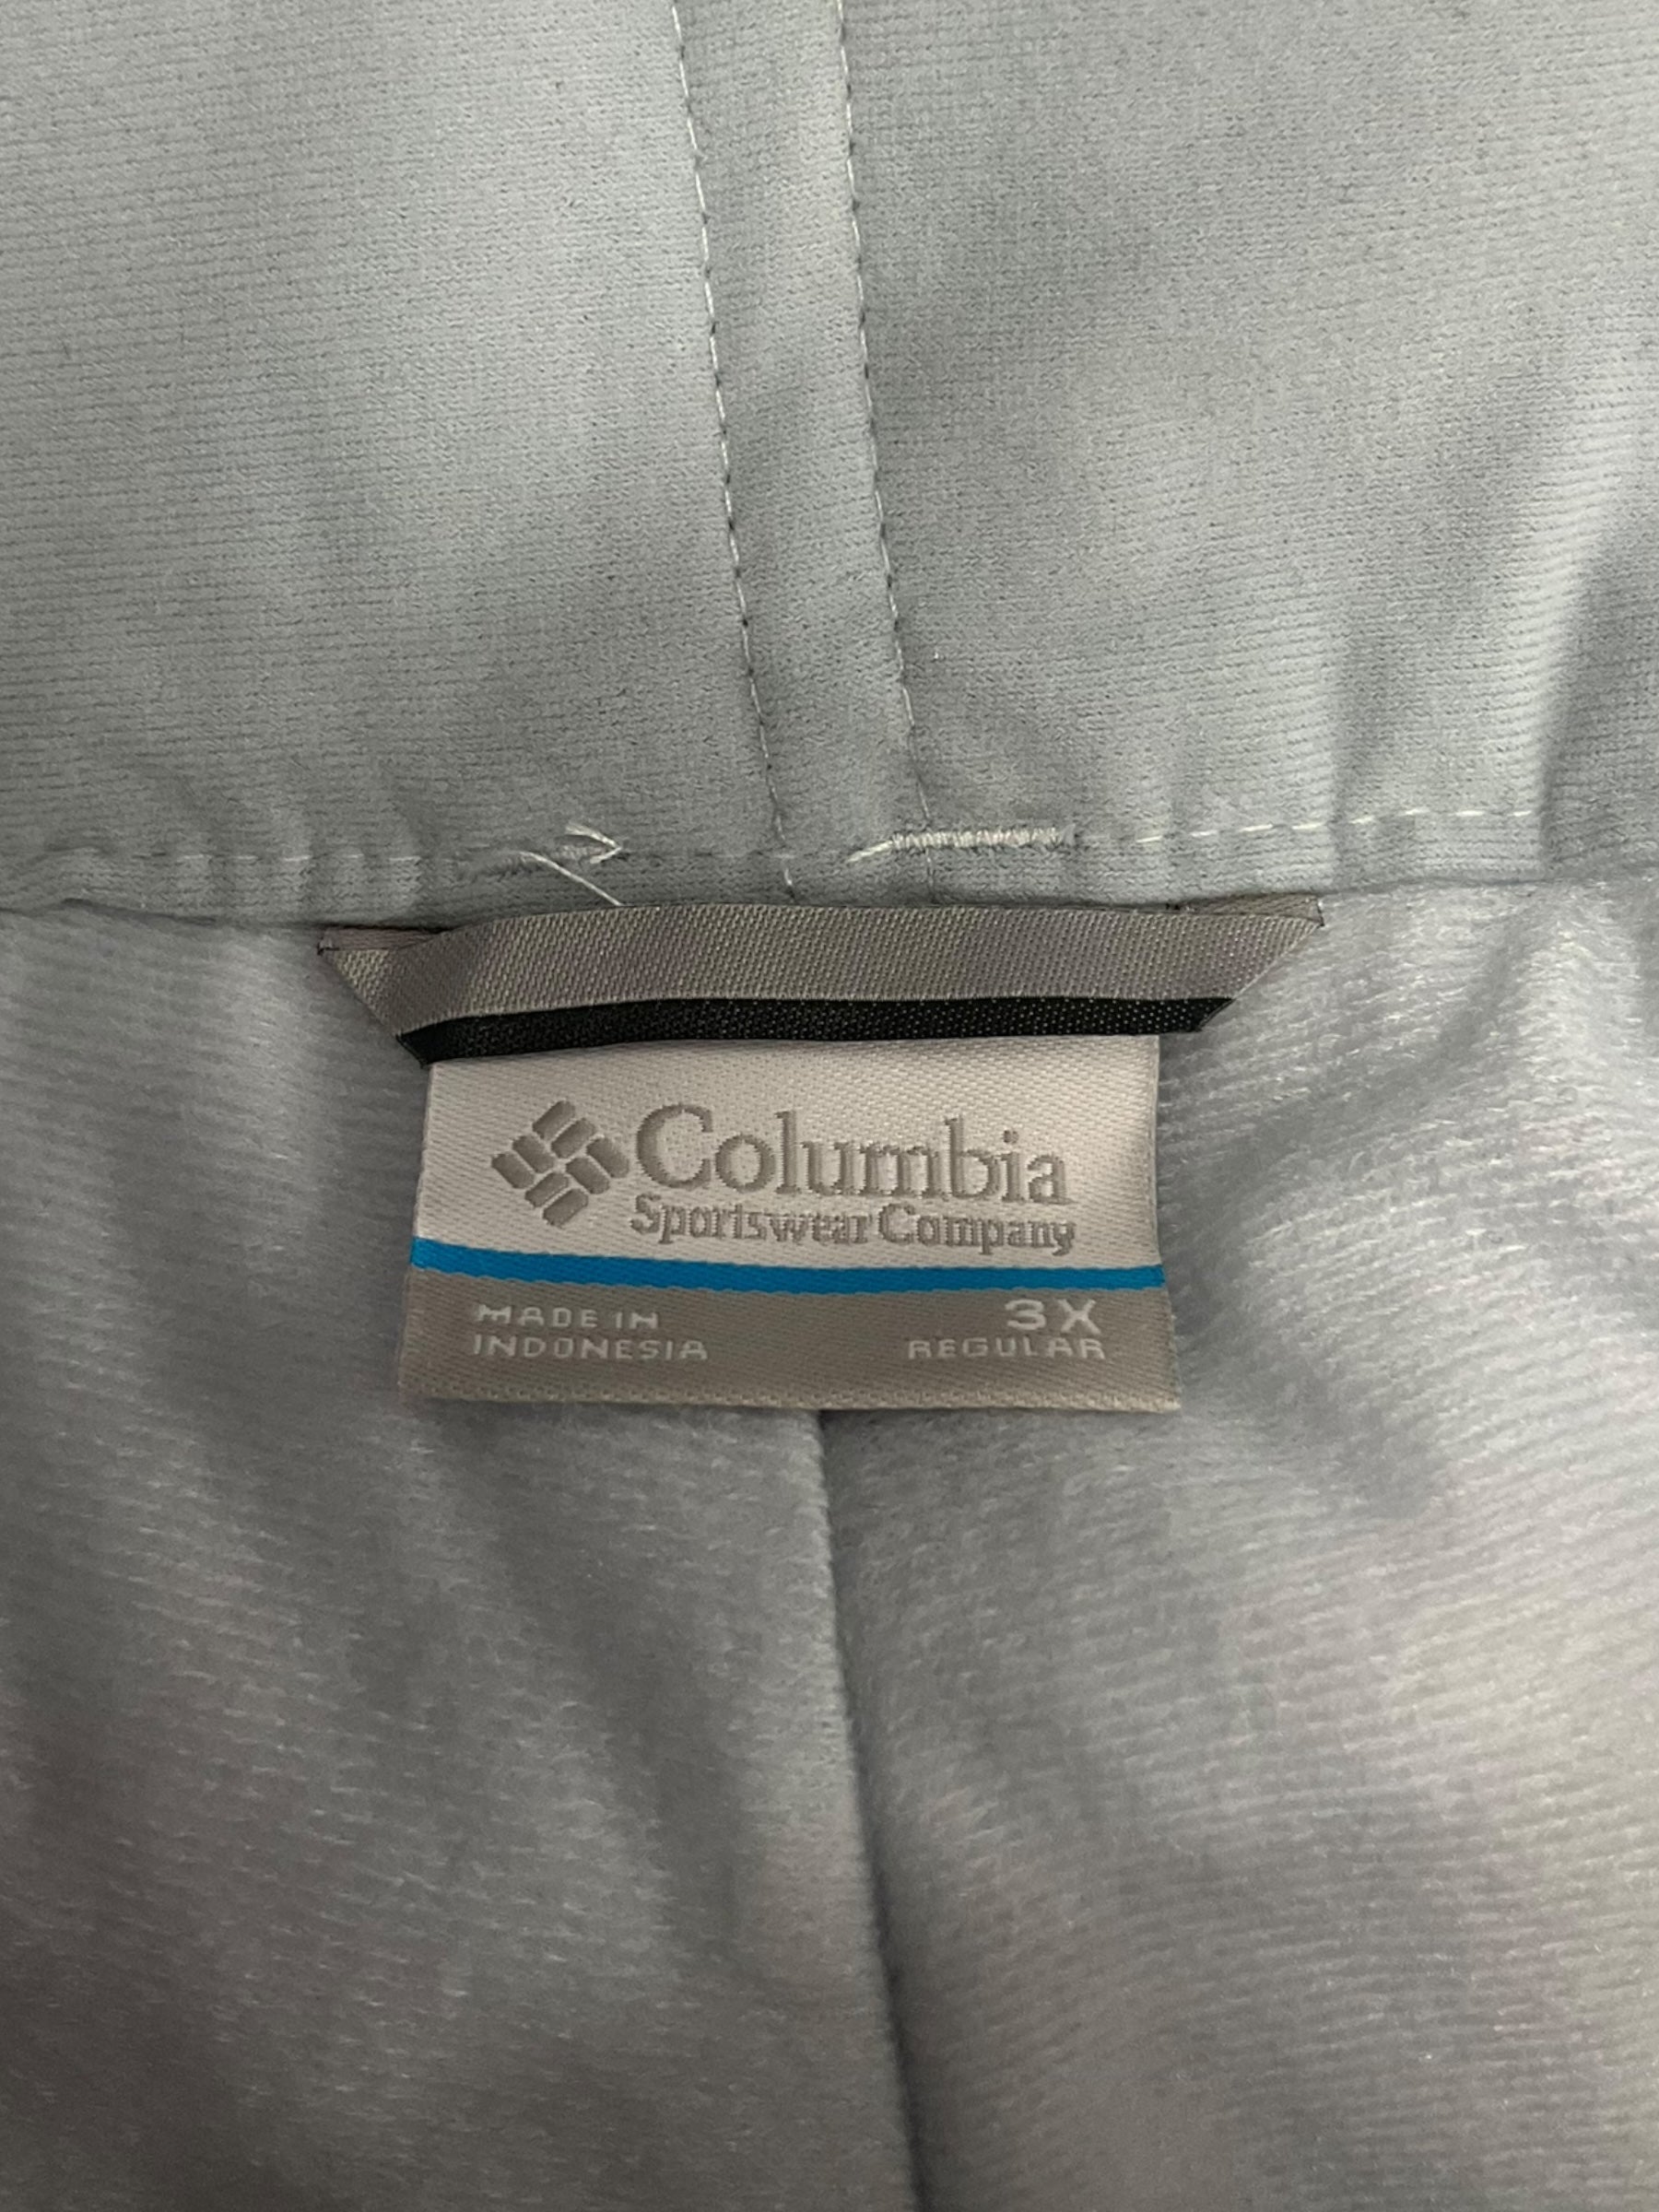 Columbia
Sportswear Company
MADE IN
INDONESIA
3X
REGULAR